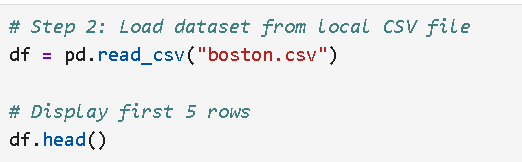 # Step 2: Load dataset from local CSV file
df = pd.read_csv("boston.csv")
# Display first 5 rows
df.head()